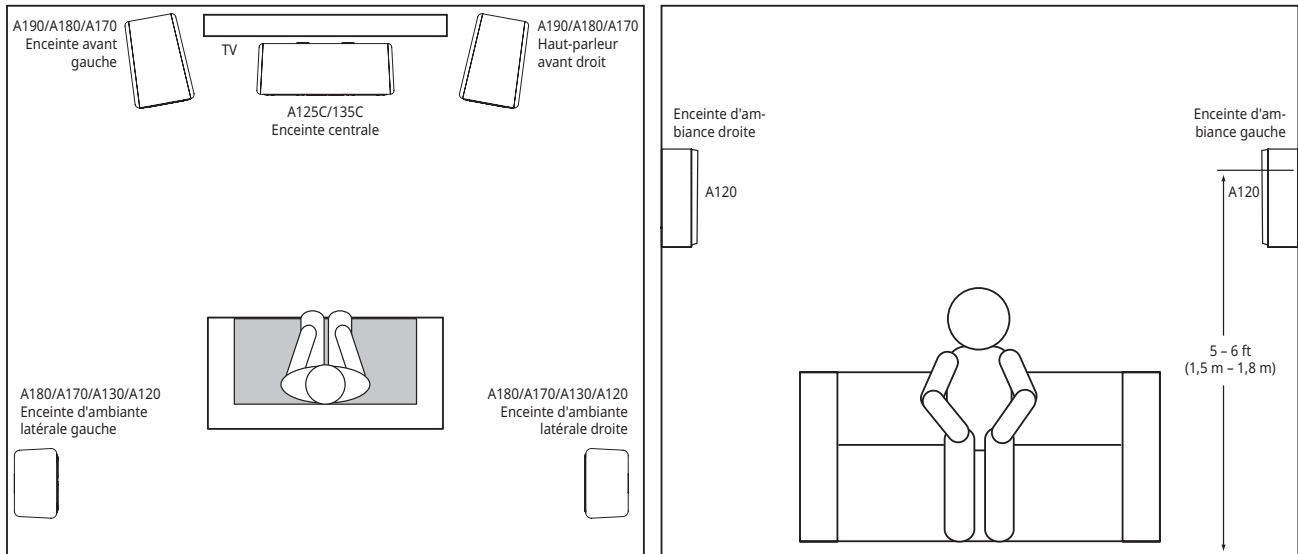 A190/A180/A170
Enceinte avant
gauche
TV
A190/A180/A170
Haut-parleur
avant droit
A125C/135C
Enceinte centrale
A180/A170/A130/A120
Enceinte d'ambiante
latérale gauche
A180/A170/A130/A120
Enceinte d'ambiante
latérale droite
Enceinte d'am-
biance droite
A120
Enceinte d'am-
biance gauche
A120
5 – 6 ft
(1,5 m – 1,8 m)